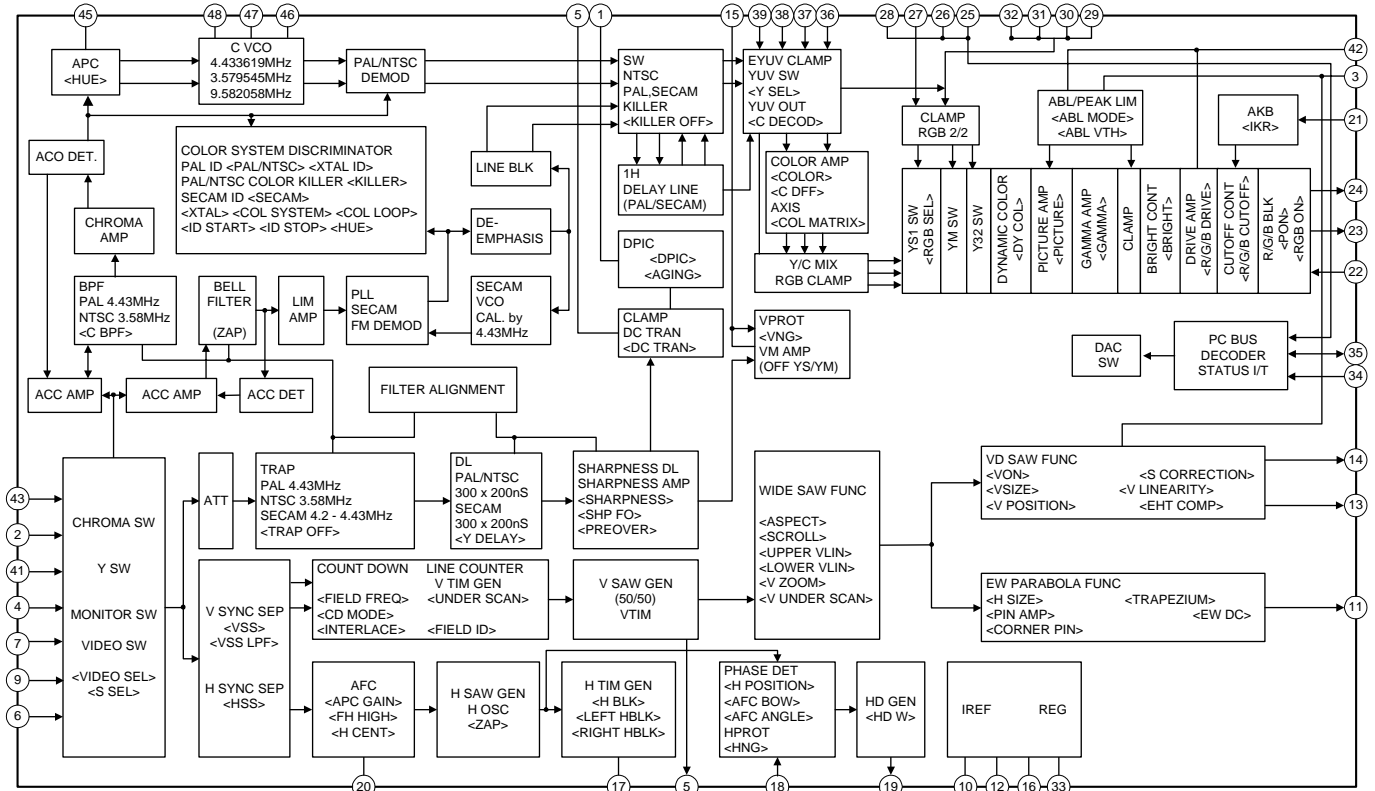 45
48
47
46
5
1
15
39
38
37
36
28
27
26
25
32
31
30
29
42
3
21
24
23
22
35
34
14
13
11
43
2
41
4
7
9
6
20
17
5
18
19
10
12
16
33
APC
<HUE>
C VCO
4.433619MHz
3.579545MHz
9.582058MHz
PAL/NTSC
DEMOD
SW
NTSC
PAL,SECAM
KILLER
<KILLER OFF>
EYUV CLAMP
YUV SW
<Y SEL>
YUV OUT
<C DECOD>
CLAMP
RGB 2/2
ABL/PEAK LIM
<ABL MODE>
<ABL VTH>
AKB
<IKR>
ACO DET.
COLOR SYSTEM DISCRIMINATOR
PAL ID <PAL/NTSC> <XTAL ID>
PAL/NTSC COLOR KILLER <KILLER>
SECAM ID <SECAM>
<XTAL> <COL SYSTEM> <COL LOOP>
<ID START> <ID STOP> <HUE>
LINE BLK
1H
DELAY LINE
(PAL/SECAM)
COLOR AMP
<COLOR>
<C DFF>
AXIS
<COL MATRIX>
YS1 SW
<RGB SEL>
YM SW
Y32 SW
DYNAMIC COLOR
<DY COL>
PICTURE AMP
<PICTURE>
GAMMA AMP
<GAMMA>
CLAMP
BRIGHT CONT
<BRIGHT>
DRIVE AMP
<R/G/B DRIVE>
CUTOFF CONT
<R/G/B CUTOFF>
R/G/B BLK
<PON>
<RGB ON>
CHROMA
AMP
DE-
EMPHASIS
DPIC
<DPIC>
<AGING>
Y/C MIX
RGB CLAMP
BPF
PAL 4.43MHz
NTSC 3.58MHz
<C BPF>
BELL
FILTER
(ZAP)
LIM
AMP
PLL
SECAM
FM DEMOD
SECAM
VCO
CAL. by
4.43MHz
CLAMP
DC TRAN
<DC TRAN>
VPROT
<VNG>
VM AMP
(OFF YS/YM)
DAC
SW
PC BUS
DECODER
STATUS I/T
ACC AMP
ACC AMP
ACC DET
FILTER ALIGNMENT
CHROMA SW
Y SW
MONITOR SW
VIDEO SW
<VIDEO SEL>
<S SEL>
ATT
TRAP
PAL 4.43MHz
NTSC 3.58MHz
SECAM 4.2 - 4.43MHz
<TRAP OFF>
DL
PAL/NTSC
300 x 200nS
SECAM
300 x 200nS
<Y DELAY>
SHARPNESS DL
SHARPNESS AMP
<SHARPNESS>
<SHP FO>
<PREOVER>
WIDE SAW FUNC
<ASPECT>
<SCROLL>
<UPPER VLIN>
<LOWER VLIN>
<V ZOOM>
<V UNDER SCAN>
VD SAW FUNC
<VON> <S CORRECTION>
<VSIZE> <V LINEARITY>
<V POSITION> <EHT COMP>
V SYNC SEP
<VSS>
<VSS LPF>
H SYNC SEP
<HSS>
COUNT DOWN LINE COUNTER
V TIM GEN
<FIELD FREQ> <UNDER SCAN>
<CD MODE>
<INTERLACE> <FIELD ID>
V SAW GEN
(50/50)
VTIM
EW PARABOLA FUNC
<H SIZE> <TRAPEZIUM>
<PIN AMP> <EW DC>
<CORNER PIN>
AFC
<APC GAIN>
<FH HIGH>
<H CENT>
H SAW GEN
H OSC
<ZAP>
H TIM GEN
<H BLK>
<LEFT HBLK>
<RIGHT HBLK>
PHASE DET
<H POSITION>
<AFC BOW>
<AFC ANGLE>
HPROT
<HNG>
HD GEN
<HD W>
IREF REG